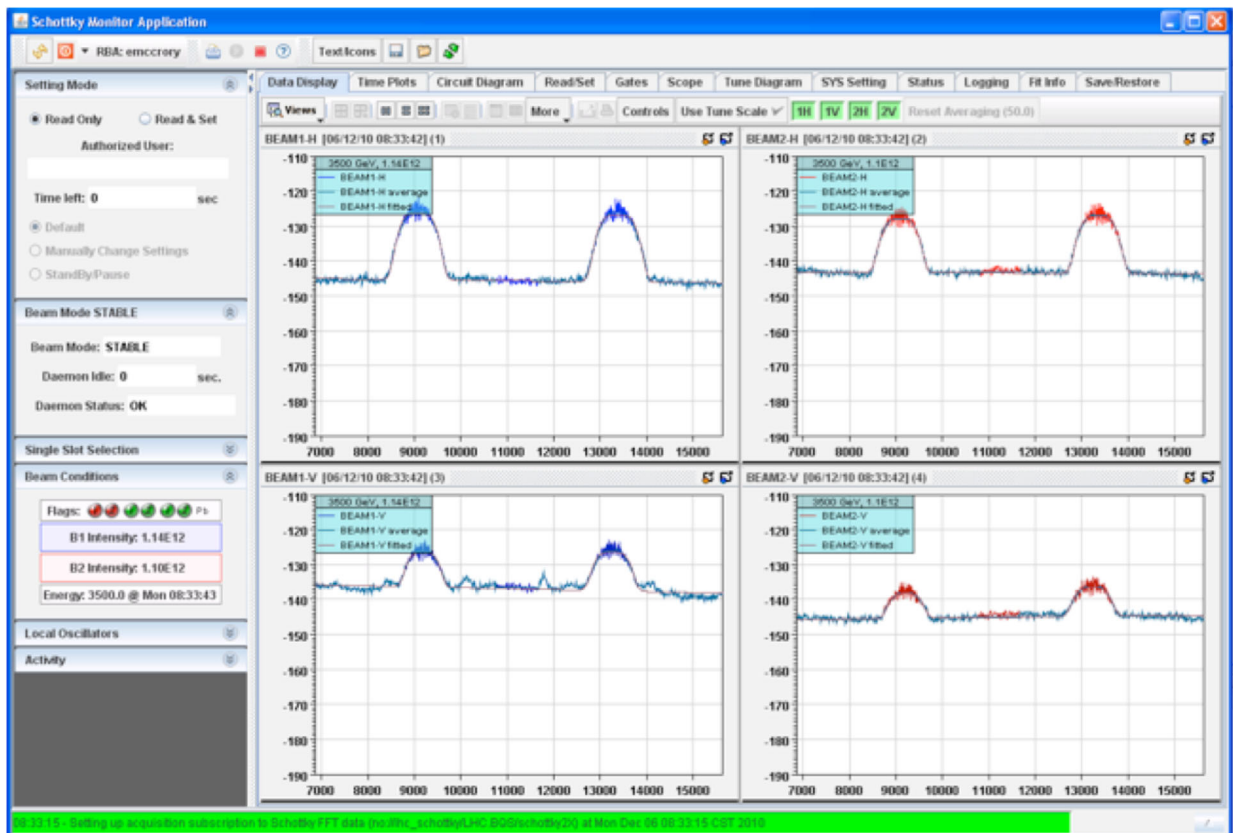 Schottky Monitor Application
RBA: emccrory
Text Icons
Setting Mode
Read Only Read & Set
Authorized User:
Time left: 0 sec
Default
Manually Change Settings
StandBy/Pause
Beam Mode STABLE
Beam Mode: STABLE
Daemon Idle: 0 sec.
Daemon Status: OK
Single Slot Selection
Beam Conditions
Flags: Pb
B1 Intensity: 1.14E12
B2 Intensity: 1.10E12
Energy: 3500.0 @ Mon 08:33:43
Local Oscillators
Activity
Data Display Time Plots Circuit Diagram Read/Set Gates Scope Tune Diagram SYS Setting Status Logging Fit Info Save/Restore
Views More Controls Use Tune Scale 1H 1V 2H 2V Reset Averaging (50.0)
BEAM1-H [06/12/10 08:33:42] (1)
3500 GeV, 1.14E12
BEAM1-H
BEAM1-H average
BEAM1-H fitted
-110
-120
-130
-140
-150
-160
-170
-180
-190
7000 8000 9000 10000 11000 12000 13000 14000 15000
BEAM2-H [06/12/10 08:33:42] (2)
3500 GeV, 1.1E12
BEAM2-H
BEAM2-H average
BEAM2-H fitted
-110
-120
-130
-140
-150
-160
-170
-180
-190
7000 8000 9000 10000 11000 12000 13000 14000 15000
BEAM1-V [06/12/10 08:33:42] (3)
3500 GeV, 1.14E12
BEAM1-V
BEAM1-V average
BEAM1-V fitted
-110
-120
-130
-140
-150
-160
-170
-180
-190
7000 8000 9000 10000 11000 12000 13000 14000 15000
BEAM2-V [06/12/10 08:33:42] (4)
3500 GeV, 1.1E12
BEAM2-V
BEAM2-V average
BEAM2-V fitted
-110
-120
-130
-140
-150
-160
-170
-180
-190
7000 8000 9000 10000 11000 12000 13000 14000 15000
08:33:15 - Setting up acquisition subscription to Schottky FFT data at Mon Dec 06 08:33:15 CST 2010